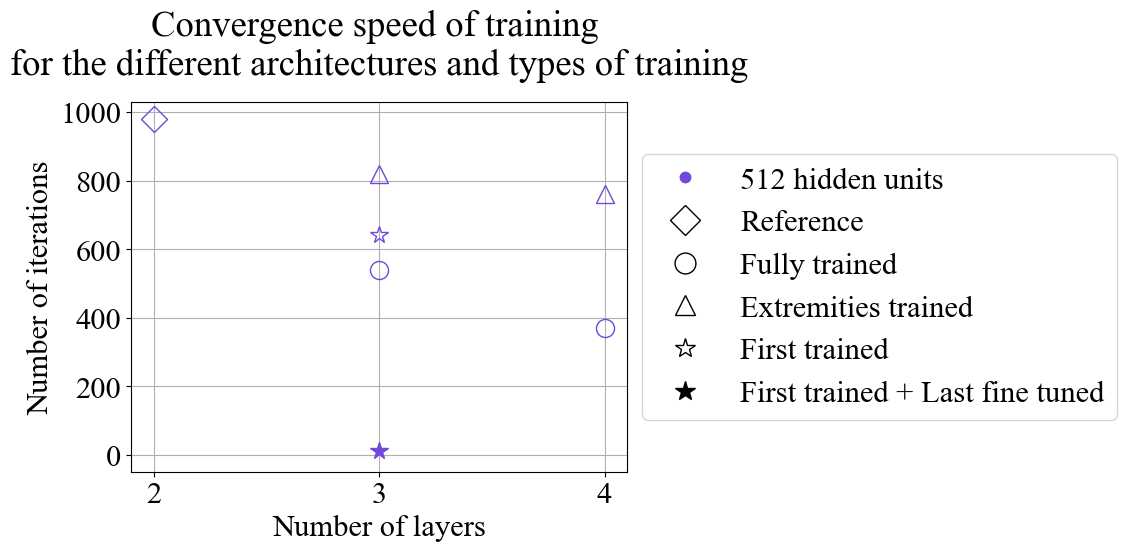 Convergence speed of training
for the different architectures and types of training
1000
800
600
400
200
0
Number of iterations
2 3 4
Number of layers
512 hidden units
Reference
Fully trained
Extremities trained
First trained
First trained + Last fine tuned